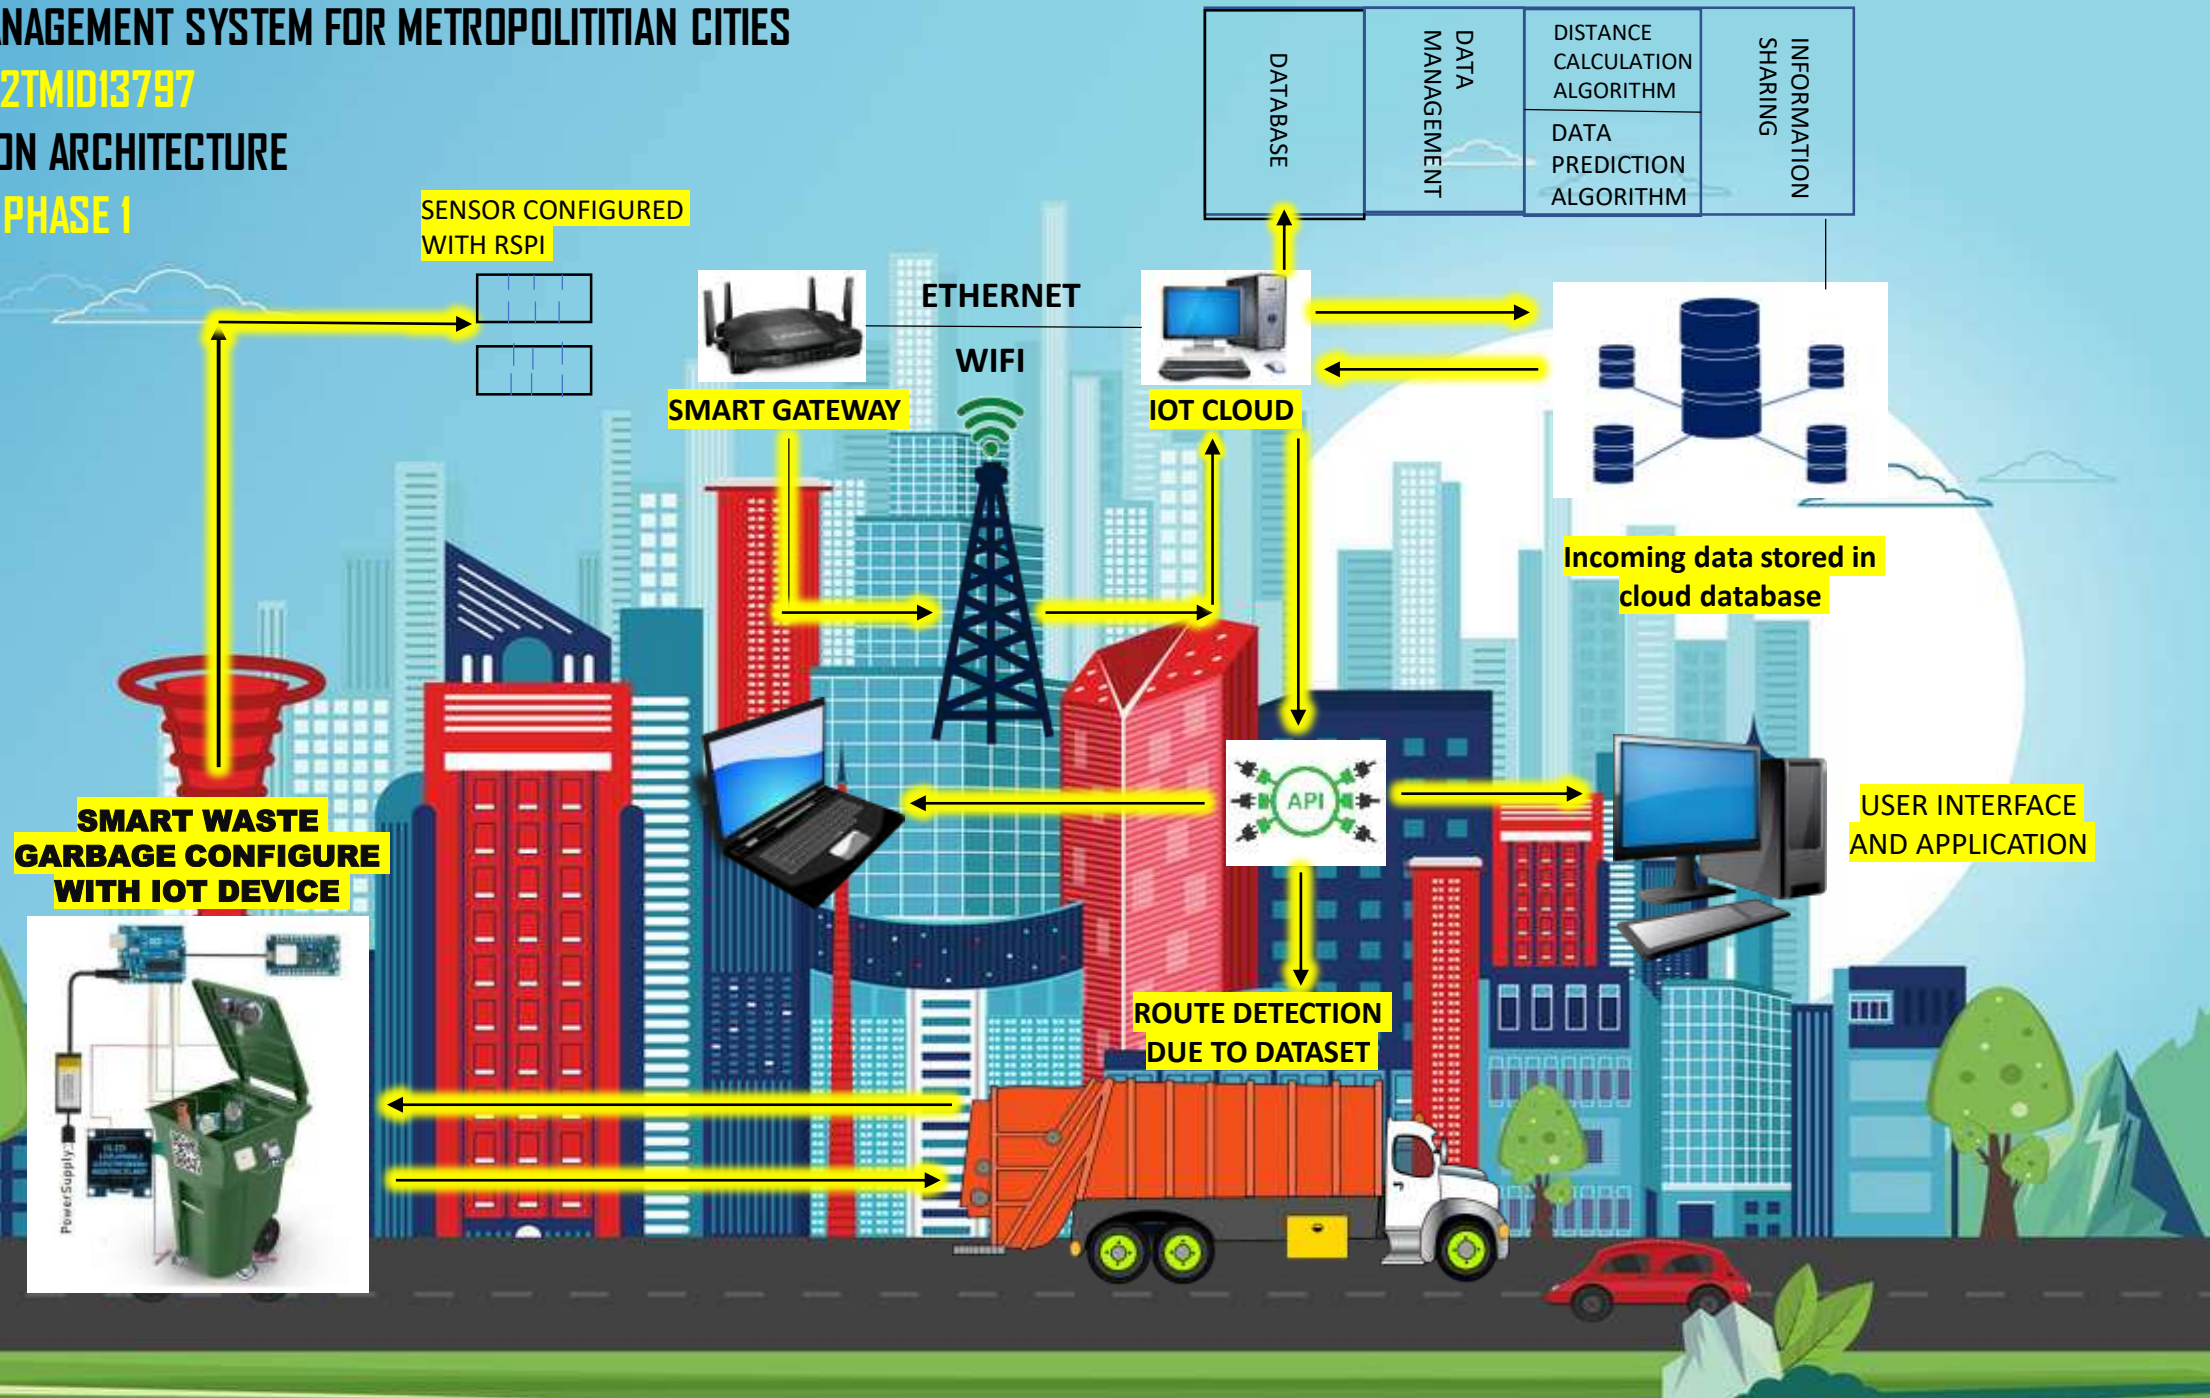 ANAGEMENT SYSTEM FOR METROPOLITITIAN CITIES
2TMID13797
ON ARCHITECTURE
PHASE 1
DATABASE
DATA
MANAGEMENT
DISTANCE
CALCULATION
ALGORITHM
DATA
PREDICTION
ALGORITHM
INFORMATION
SHARING
SENSOR CONFIGURED
WITH RSPI
ETHERNET
WIFI
SMART GATEWAY
IOT CLOUD
Incoming data stored in
cloud database
API
USER INTERFACE
AND APPLICATION
SMART WASTE
GARBAGE CONFIGURE
WITH IOT DEVICE
PowerSupply
ROUTE DETECTION
DUE TO DATASET